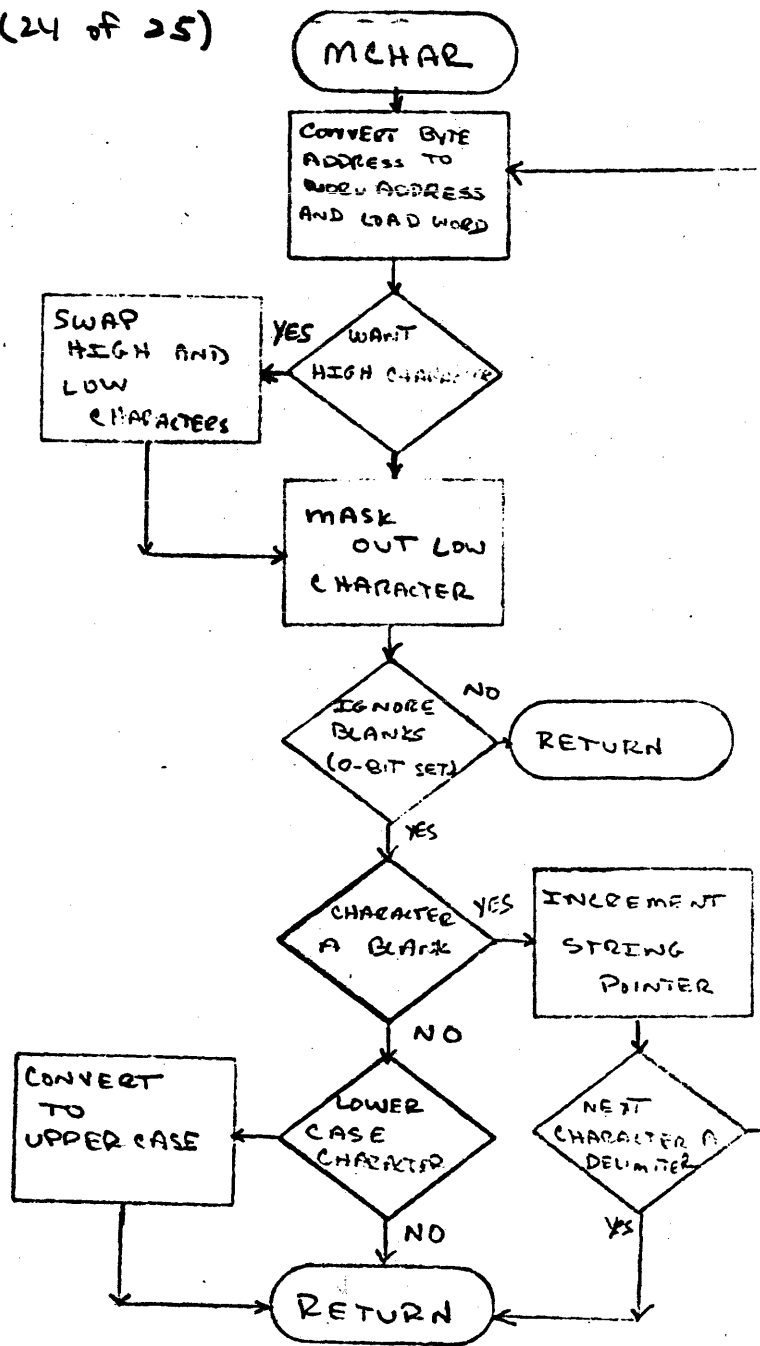 (24 of 25)
MCHAR
CONVERT BYTE
ADDRESS TO
WORD ADDRESS
AND LOAD WORD
SWAP
HIGH AND
LOW
CHARACTERS
YES
WANT
HIGH CHARACTER
MASK
OUT LOW
CHARACTER
IGNORE
BLANKS
(0-BIT SET)
NO
RETURN
YES
CHARACTER
A BLANK
YES
INCREMENT
STRING
POINTER
NO
CONVERT
TO
UPPER CASE
LOWER
CASE
CHARACTER
NEXT
CHARACTER A
DELIMITER
NO
YES
RETURN